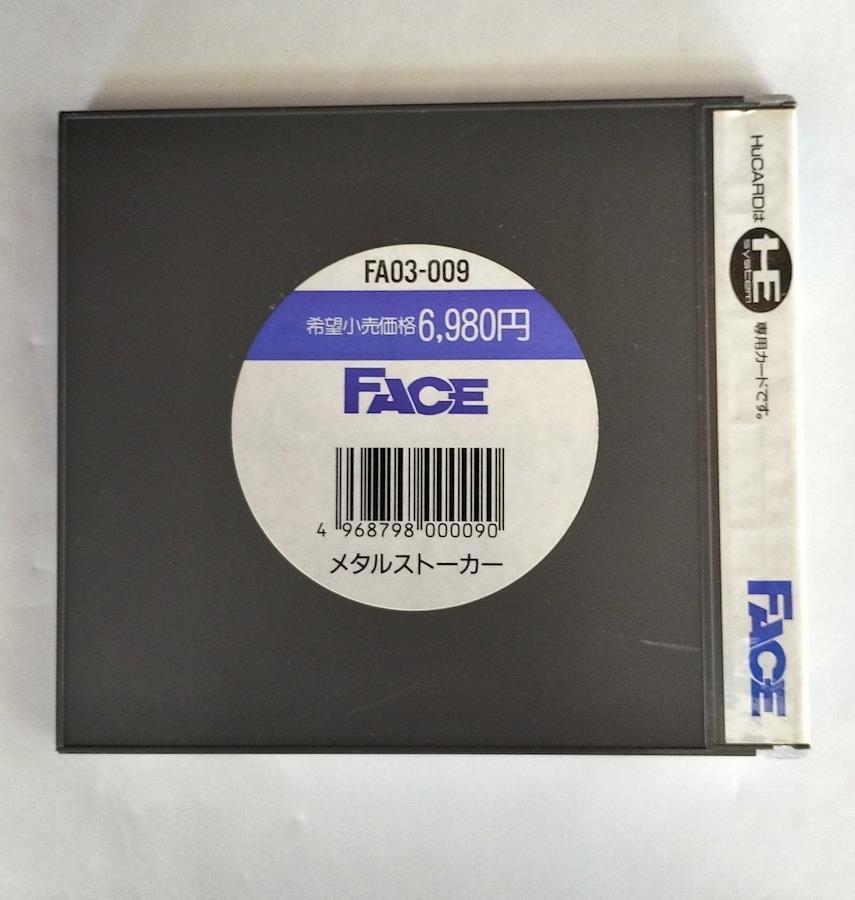 FA03-009
希望小売価格6,980円
FACE
4 968798 000090
メタルストーカー
HuCARDは HE system 専用カードです。
FACE